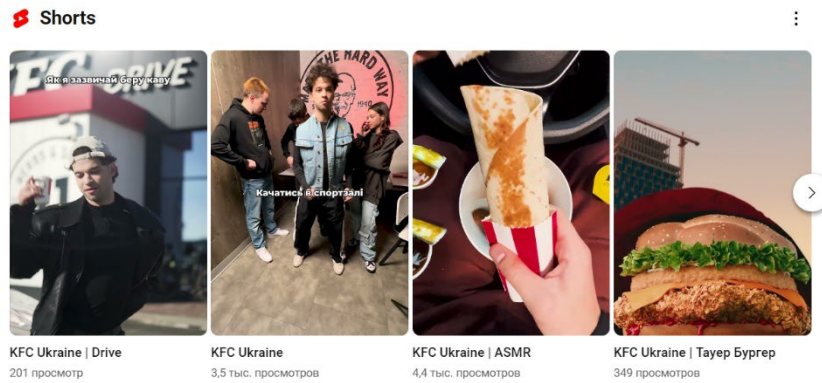 Shorts
KFC DRIVE
Як я зазвичай беру каву
THE HARD WAY
1940
Качатись в спортзалі
KFC Ukraine | Drive
201 просмотр
KFC Ukraine
3,5 тыс. просмотров
KFC Ukraine | ASMR
4,4 тыс. просмотров
KFC Ukraine | Тауер Бургер
349 просмотров